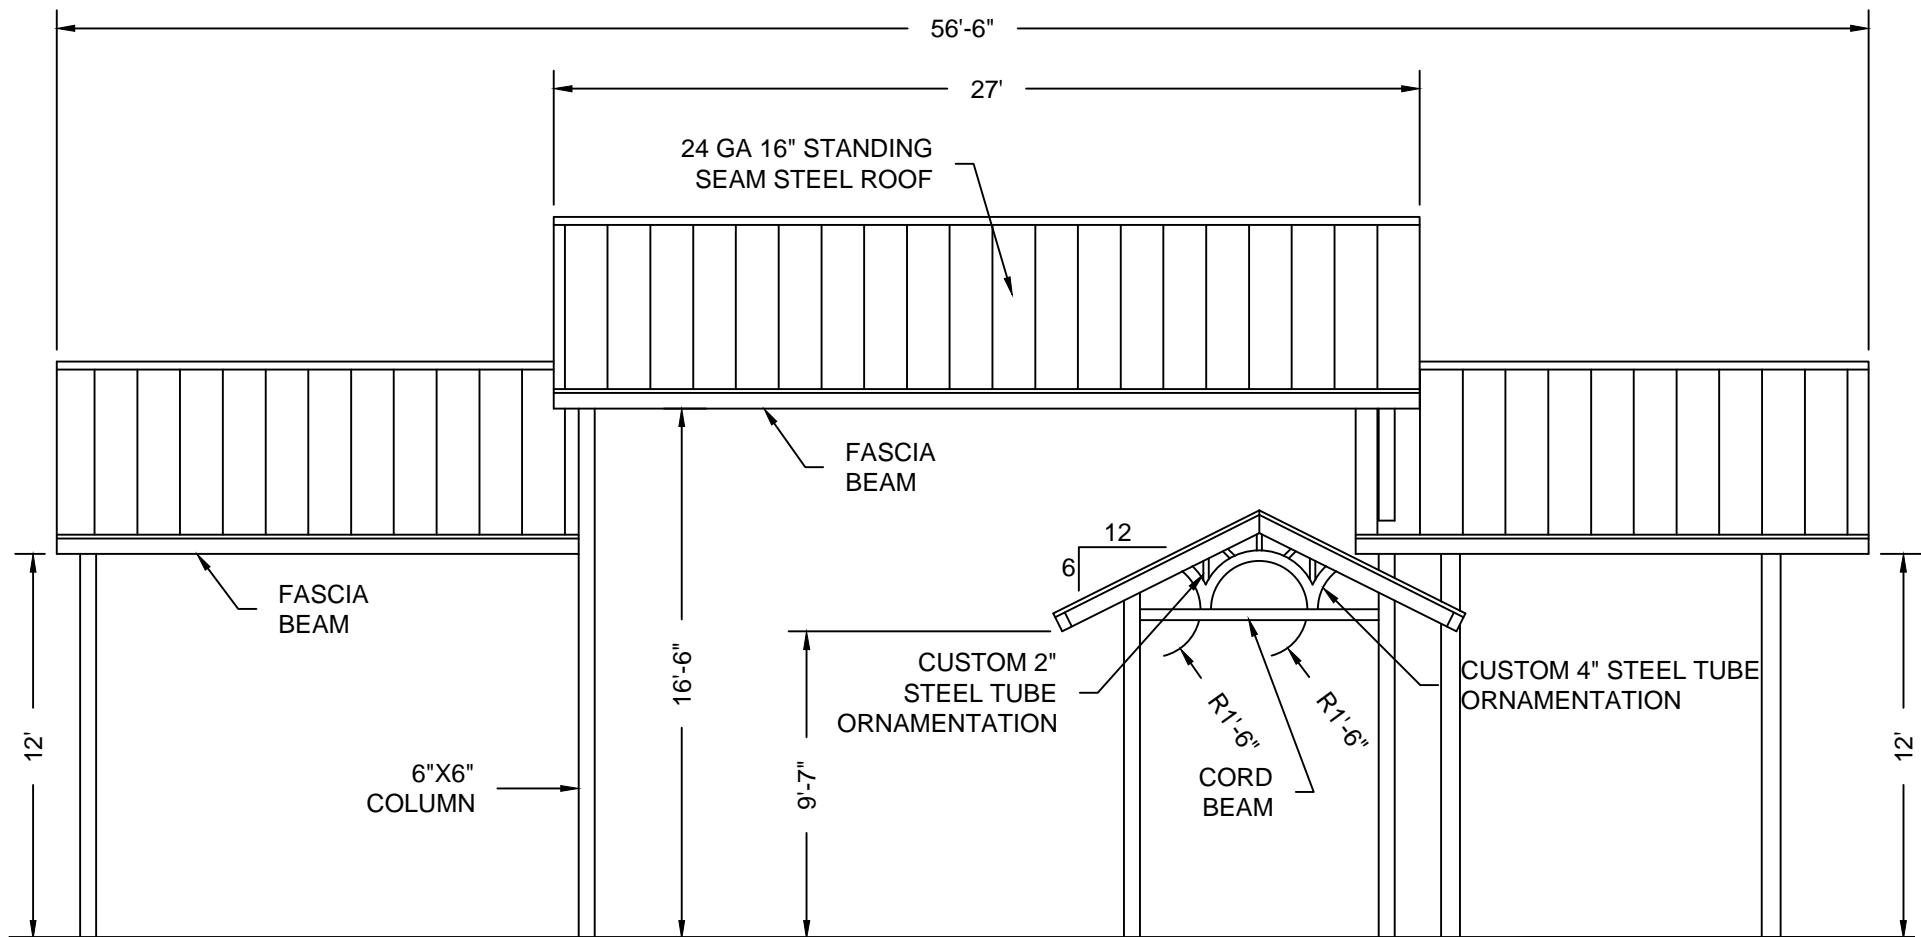 56'-6"
27'
24 GA 16" STANDING
SEAM STEEL ROOF
FASCIA
BEAM
12
6
FASCIA
BEAM
CUSTOM 2"
STEEL TUBE
ORNAMENTATION
CUSTOM 4" STEEL TUBE
ORNAMENTATION
16'-6"
R1'-6"
R1'-6"
12'
12'
9'-7"
6"X6"
COLUMN
CORD
BEAM